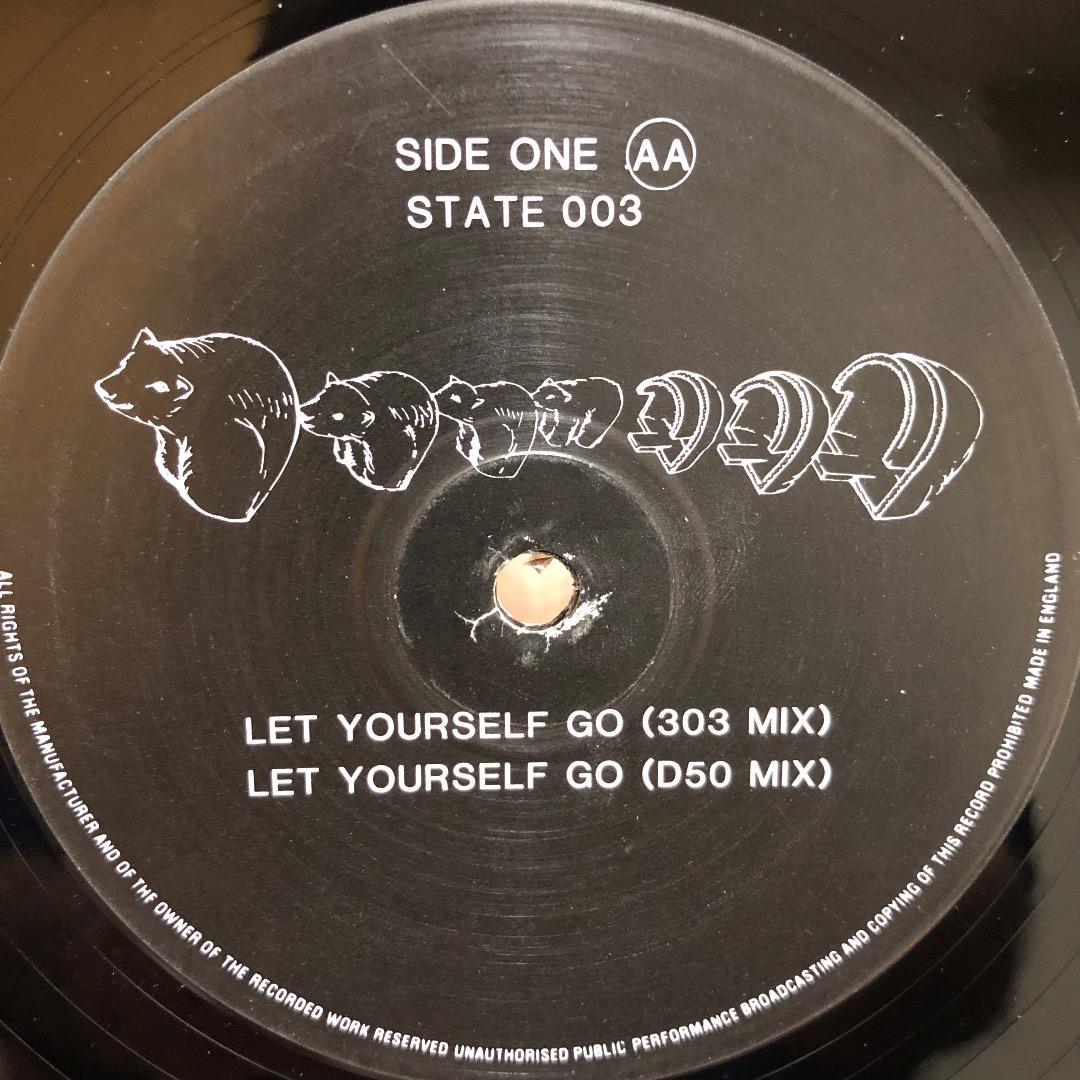 SIDE ONE AA
STATE 003
LET YOURSELF GO (303 MIX)
LET YOURSELF GO (D50 MIX)
ALL RIGHTS OF THE MANUFACTURER AND OF THE OWNER OF THE RECORDED WORK RESERVED UNAUTHORISED PUBLIC PERFORMANCE BROADCASTING AND COPYING OF THIS RECORD PROHIBITED MADE IN ENGLAND